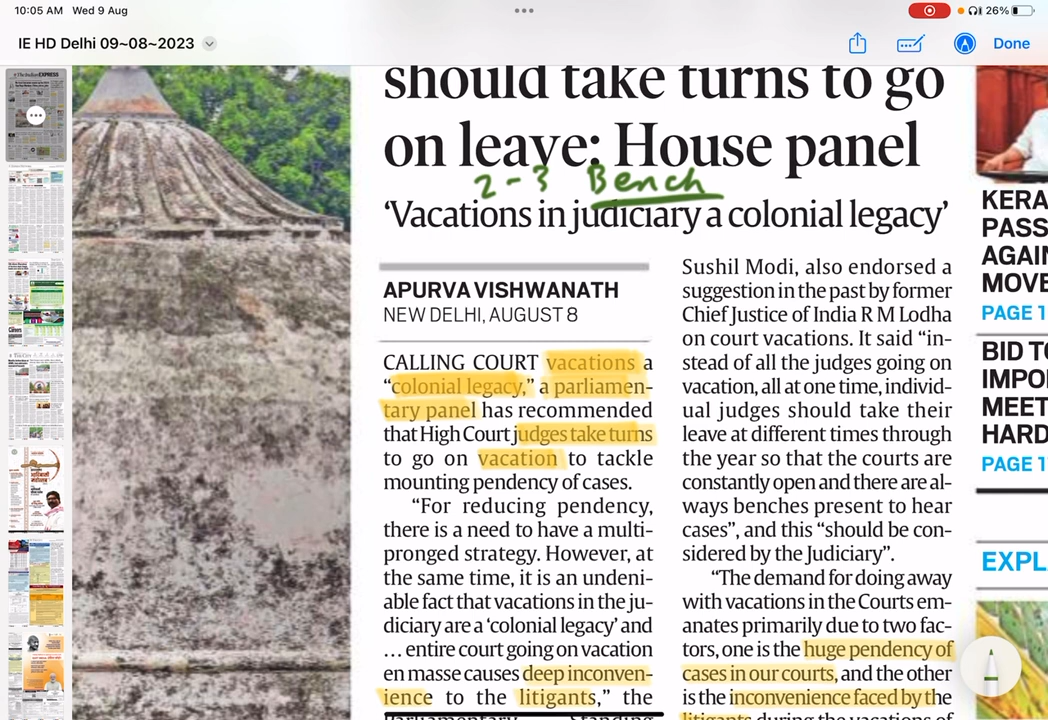 10:05 AM Wed 9 Aug
26%
IE HD Delhi 09~08~2023
Done
should take turns to go
on leave: House panel
2-3 Bench
‘Vacations in judiciary a colonial legacy’
APURVA VISHWANATH
NEW DELHI, AUGUST 8
CALLING COURT vacations a
“colonial legacy,” a parliamen-
tary panel has recommended
that High Court judges take turns
to go on vacation to tackle
mounting pendency of cases.
“For reducing pendency,
there is a need to have a multi-
pronged strategy. However, at
the same time, it is an undeni-
able fact that vacations in the ju-
diciary are a ‘colonial legacy’ and
... entire court going on vacation
en masse causes deep inconven-
ience to the litigants,” the
Parliamentary Standing
Sushil Modi, also endorsed a
suggestion in the past by former
Chief Justice of India R M Lodha
on court vacations. It said “in-
stead of all the judges going on
vacation, all at one time, individ-
ual judges should take their
leave at different times through
the year so that the courts are
constantly open and there are al-
ways benches present to hear
cases”, and this “should be con-
sidered by the Judiciary”.
“The demand for doing away
with vacations in the Courts em-
anates primarily due to two fac-
tors, one is the huge pendency of
cases in our courts, and the other
is the inconvenience faced by the
litigants during the vacations of
KERA
PASS
AGAIN
MOVE
PAGE 1
BID TO
IMPO
MEET
HARD
PAGE 1
EXPL